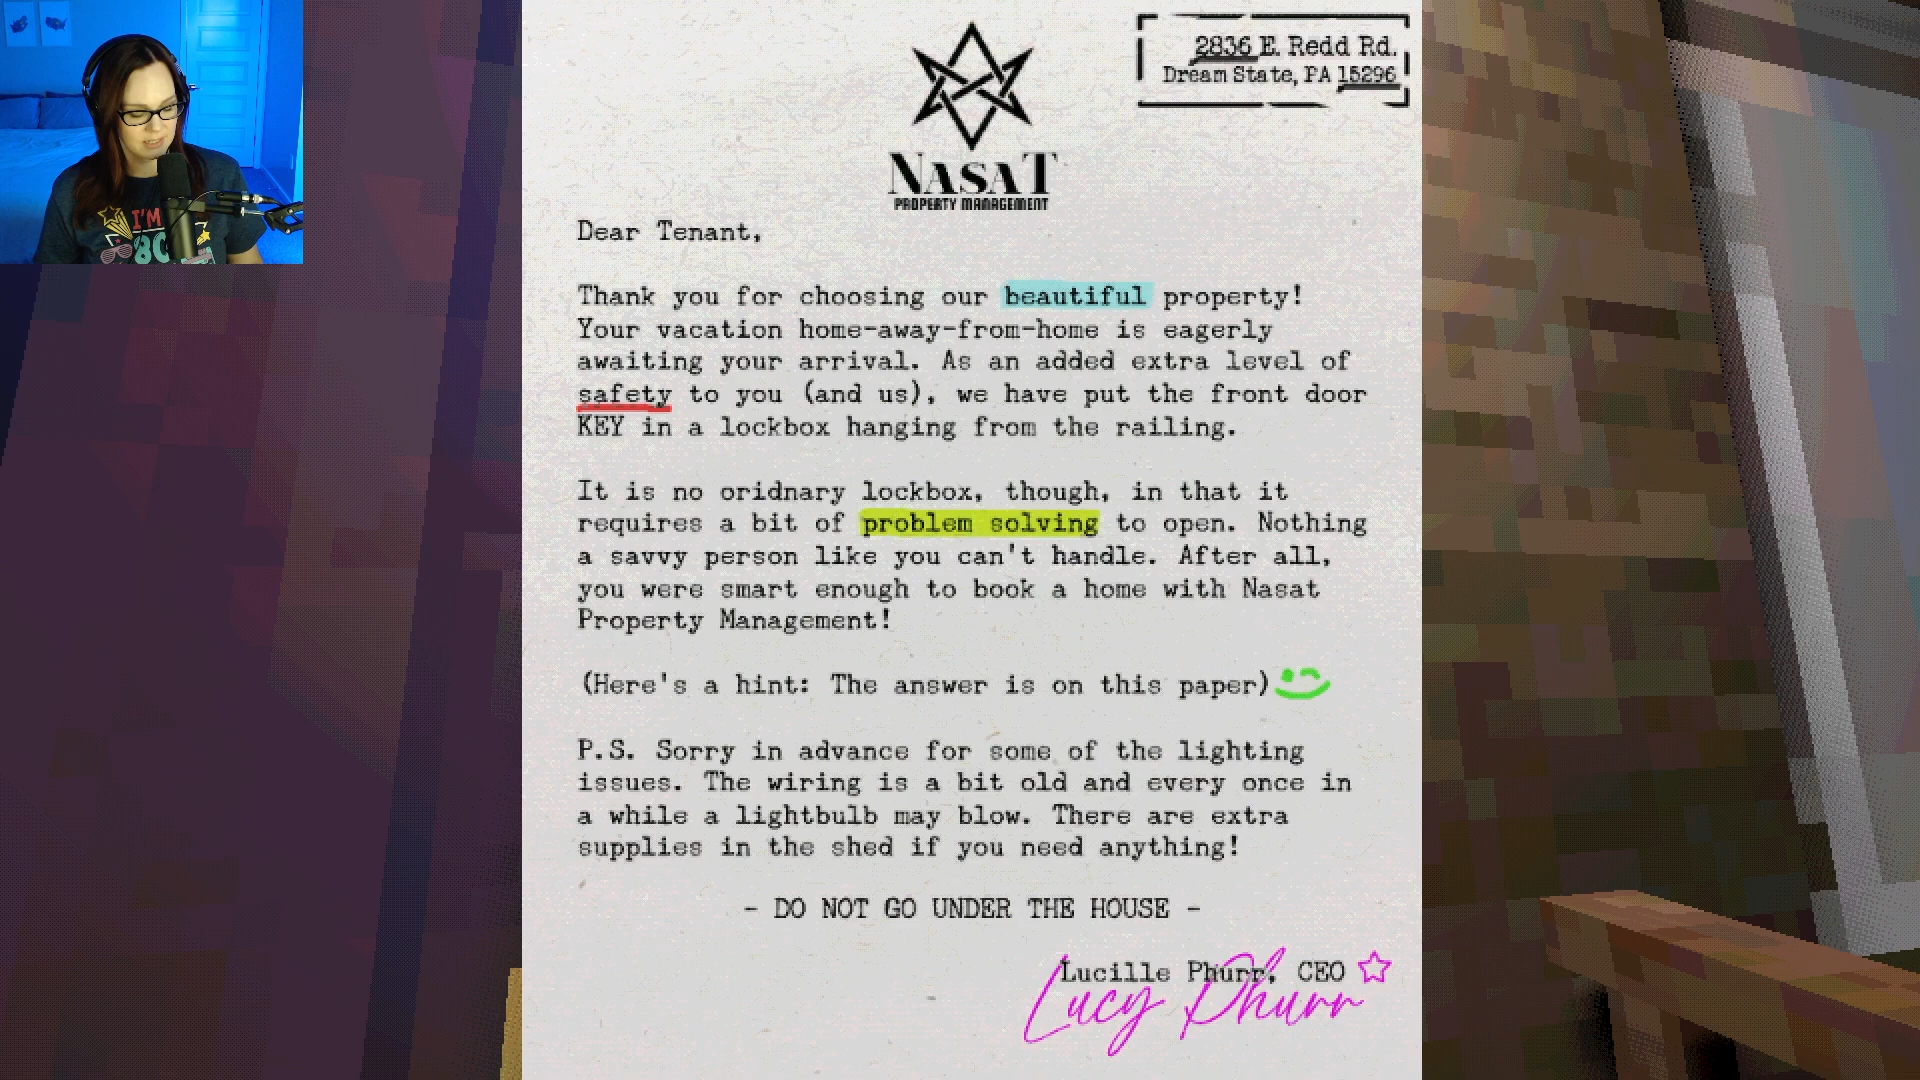 2836 E. Redd Rd.
Dream State, PA 15296
NASAT
PROPERTY MANAGEMENT
Dear Tenant,
Thank you for choosing our beautiful property!
Your vacation home-away-from-home is eagerly
awaiting your arrival. As an added extra level of
safety to you (and us), we have put the front door
KEY in a lockbox hanging from the railing.
It is no oridnary lockbox, though, in that it
requires a bit of problem solving to open. Nothing
a savvy person like you can't handle. After all,
you were smart enough to book a home with Nasat
Property Management!
(Here's a hint: The answer is on this paper)
P.S. Sorry in advance for some of the lighting
issues. The wiring is a bit old and every once in
a while a lightbulb may blow. There are extra
supplies in the shed if you need anything!
- DO NOT GO UNDER THE HOUSE -
Lucille Phurr, CEO
Lucy Phurr
I'M
80